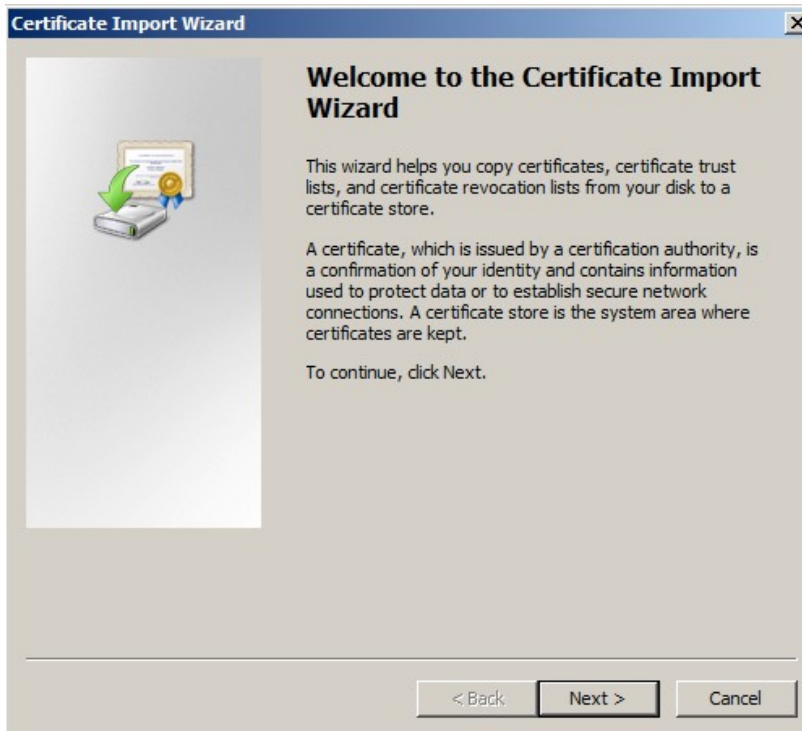 Certificate Import Wizard
Welcome to the Certificate Import
Wizard
This wizard helps you copy certificates, certificate trust
lists, and certificate revocation lists from your disk to a
certificate store.
A certificate, which is issued by a certification authority, is
a confirmation of your identity and contains information
used to protect data or to establish secure network
connections. A certificate store is the system area where
certificates are kept.
To continue, click Next.
< Back Next > Cancel